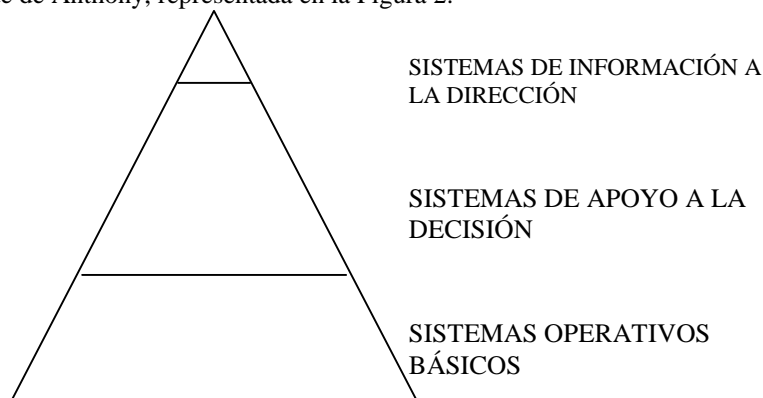 de Anthony, representada en la Figura 2.
SISTEMAS DE INFORMACIÓN A
LA DIRECCIÓN
SISTEMAS DE APOYO A LA
DECISIÓN
SISTEMAS OPERATIVOS
BÁSICOS